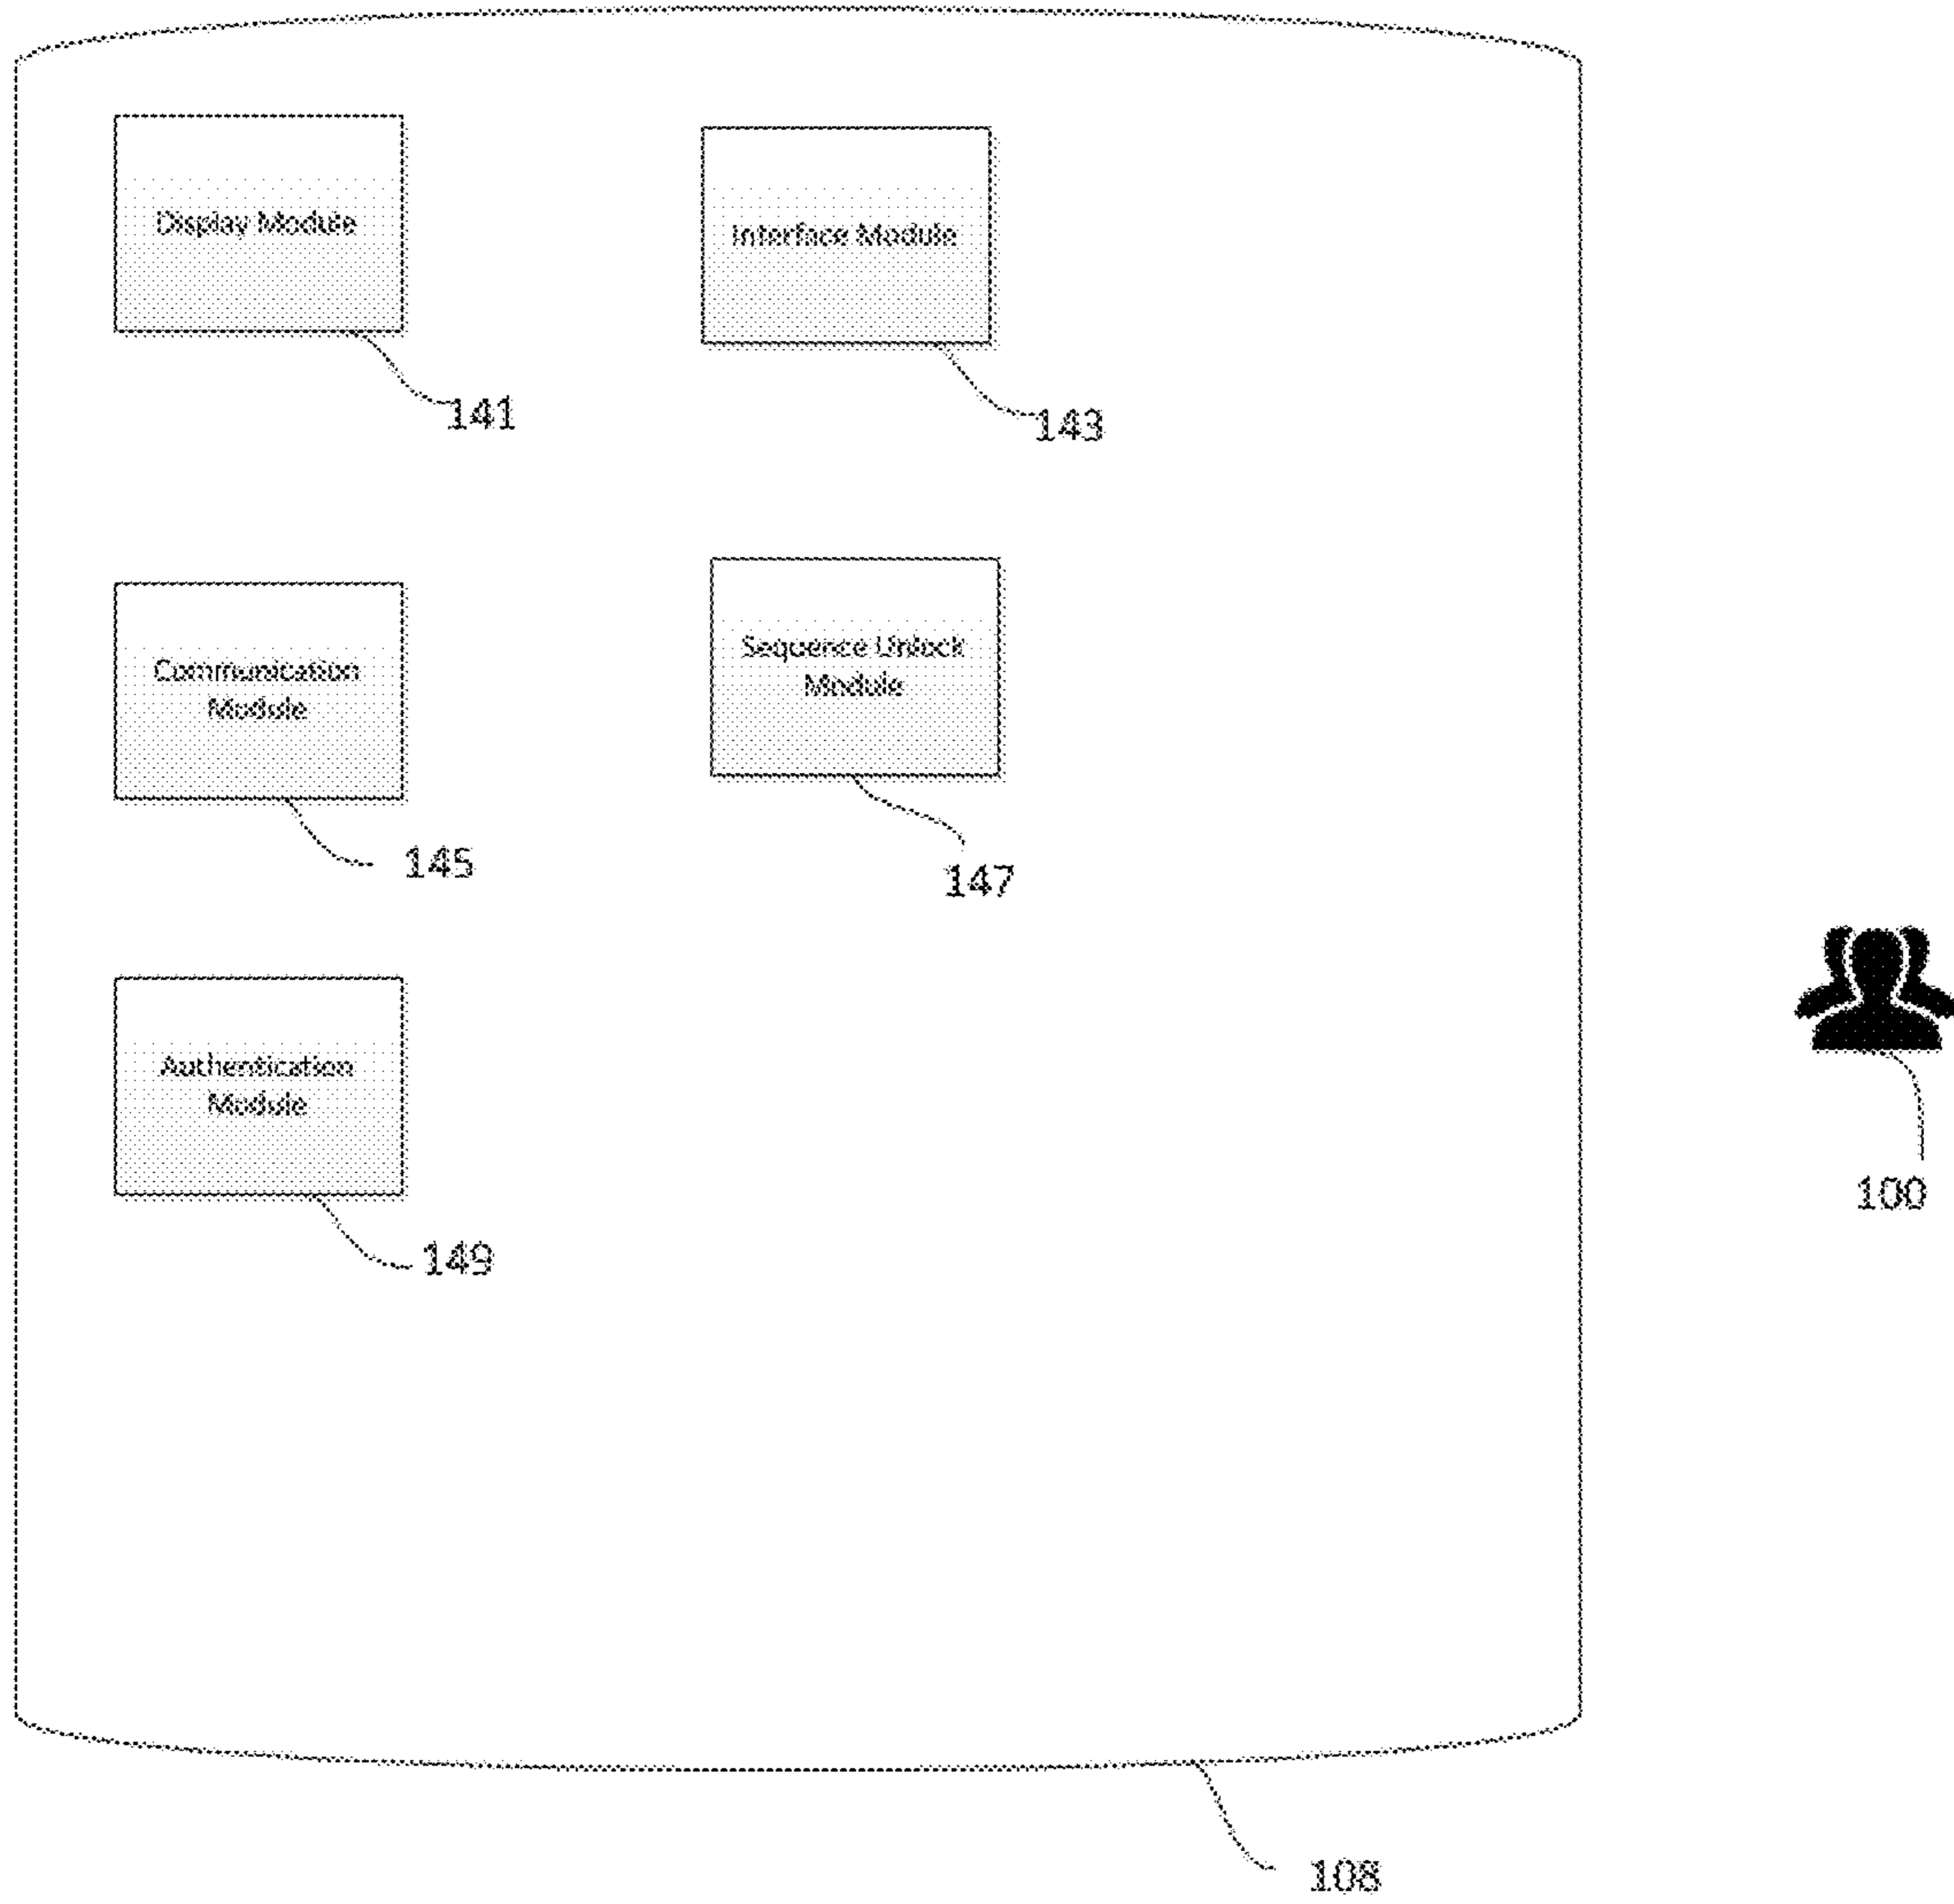 Display Module
Interface Module
141
143
Communication
Module
Sequence Unlock
Module
145
147
Authentication
Module
100
149
108